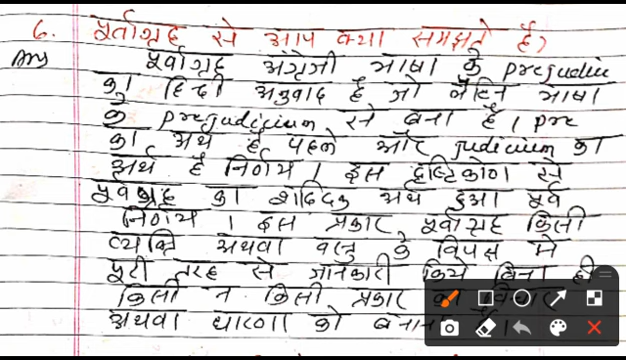 6. पूर्वाग्रह से आप क्या समझते है?
Ans पूर्वाग्रह अंग्रेजी भाषा के prejudice
का हिन्दी अनुवाद है जो लैटिन भाषा
के prejudicium से बना है। pre
का अर्थ है पहले और judicium का
अर्थ है निर्णय। इस दृष्टिकोण से
पूर्वाग्रह का शाब्दिक अर्थ हुआ पूर्व
निर्णय। इस प्रकार पूर्वाग्रह किसी
व्यक्ति अथवा वस्तु के विपक्ष मे
पूरी तरह से जानकारी किये बिना ही
किसी न किसी प्रकार का विचार
अथवा धारणा को बनाना